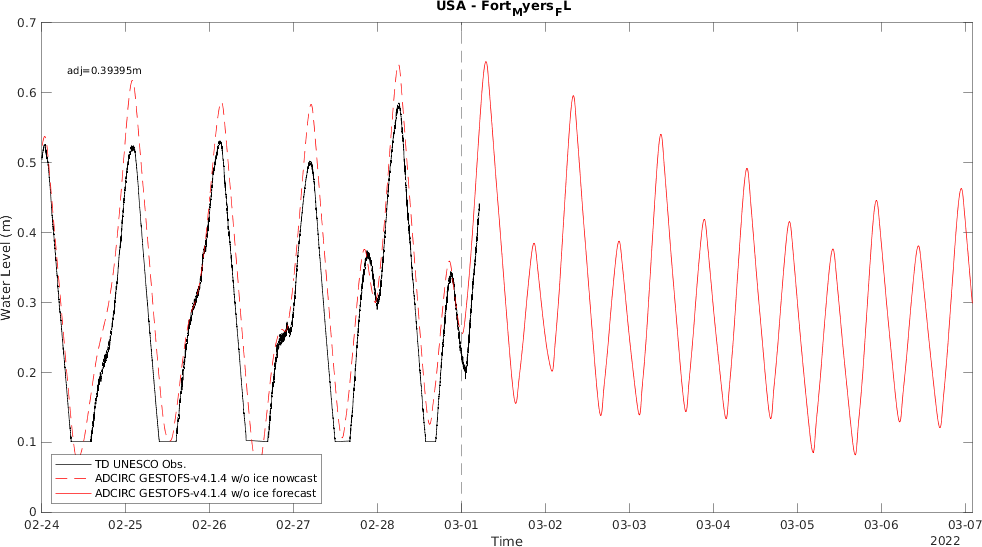 USA - Fort_Myers_FL
adj=0.39395m
Water Level (m)
0.7
0.6
0.5
0.4
0.3
0.2
0.1
0
TD UNESCO Obs.
ADCIRC GESTOFS-v4.1.4 w/o ice nowcast
ADCIRC GESTOFS-v4.1.4 w/o ice forecast
02-24 02-25 02-26 02-27 02-28 03-01 03-02 03-03 03-04 03-05 03-06 03-07
Time
2022